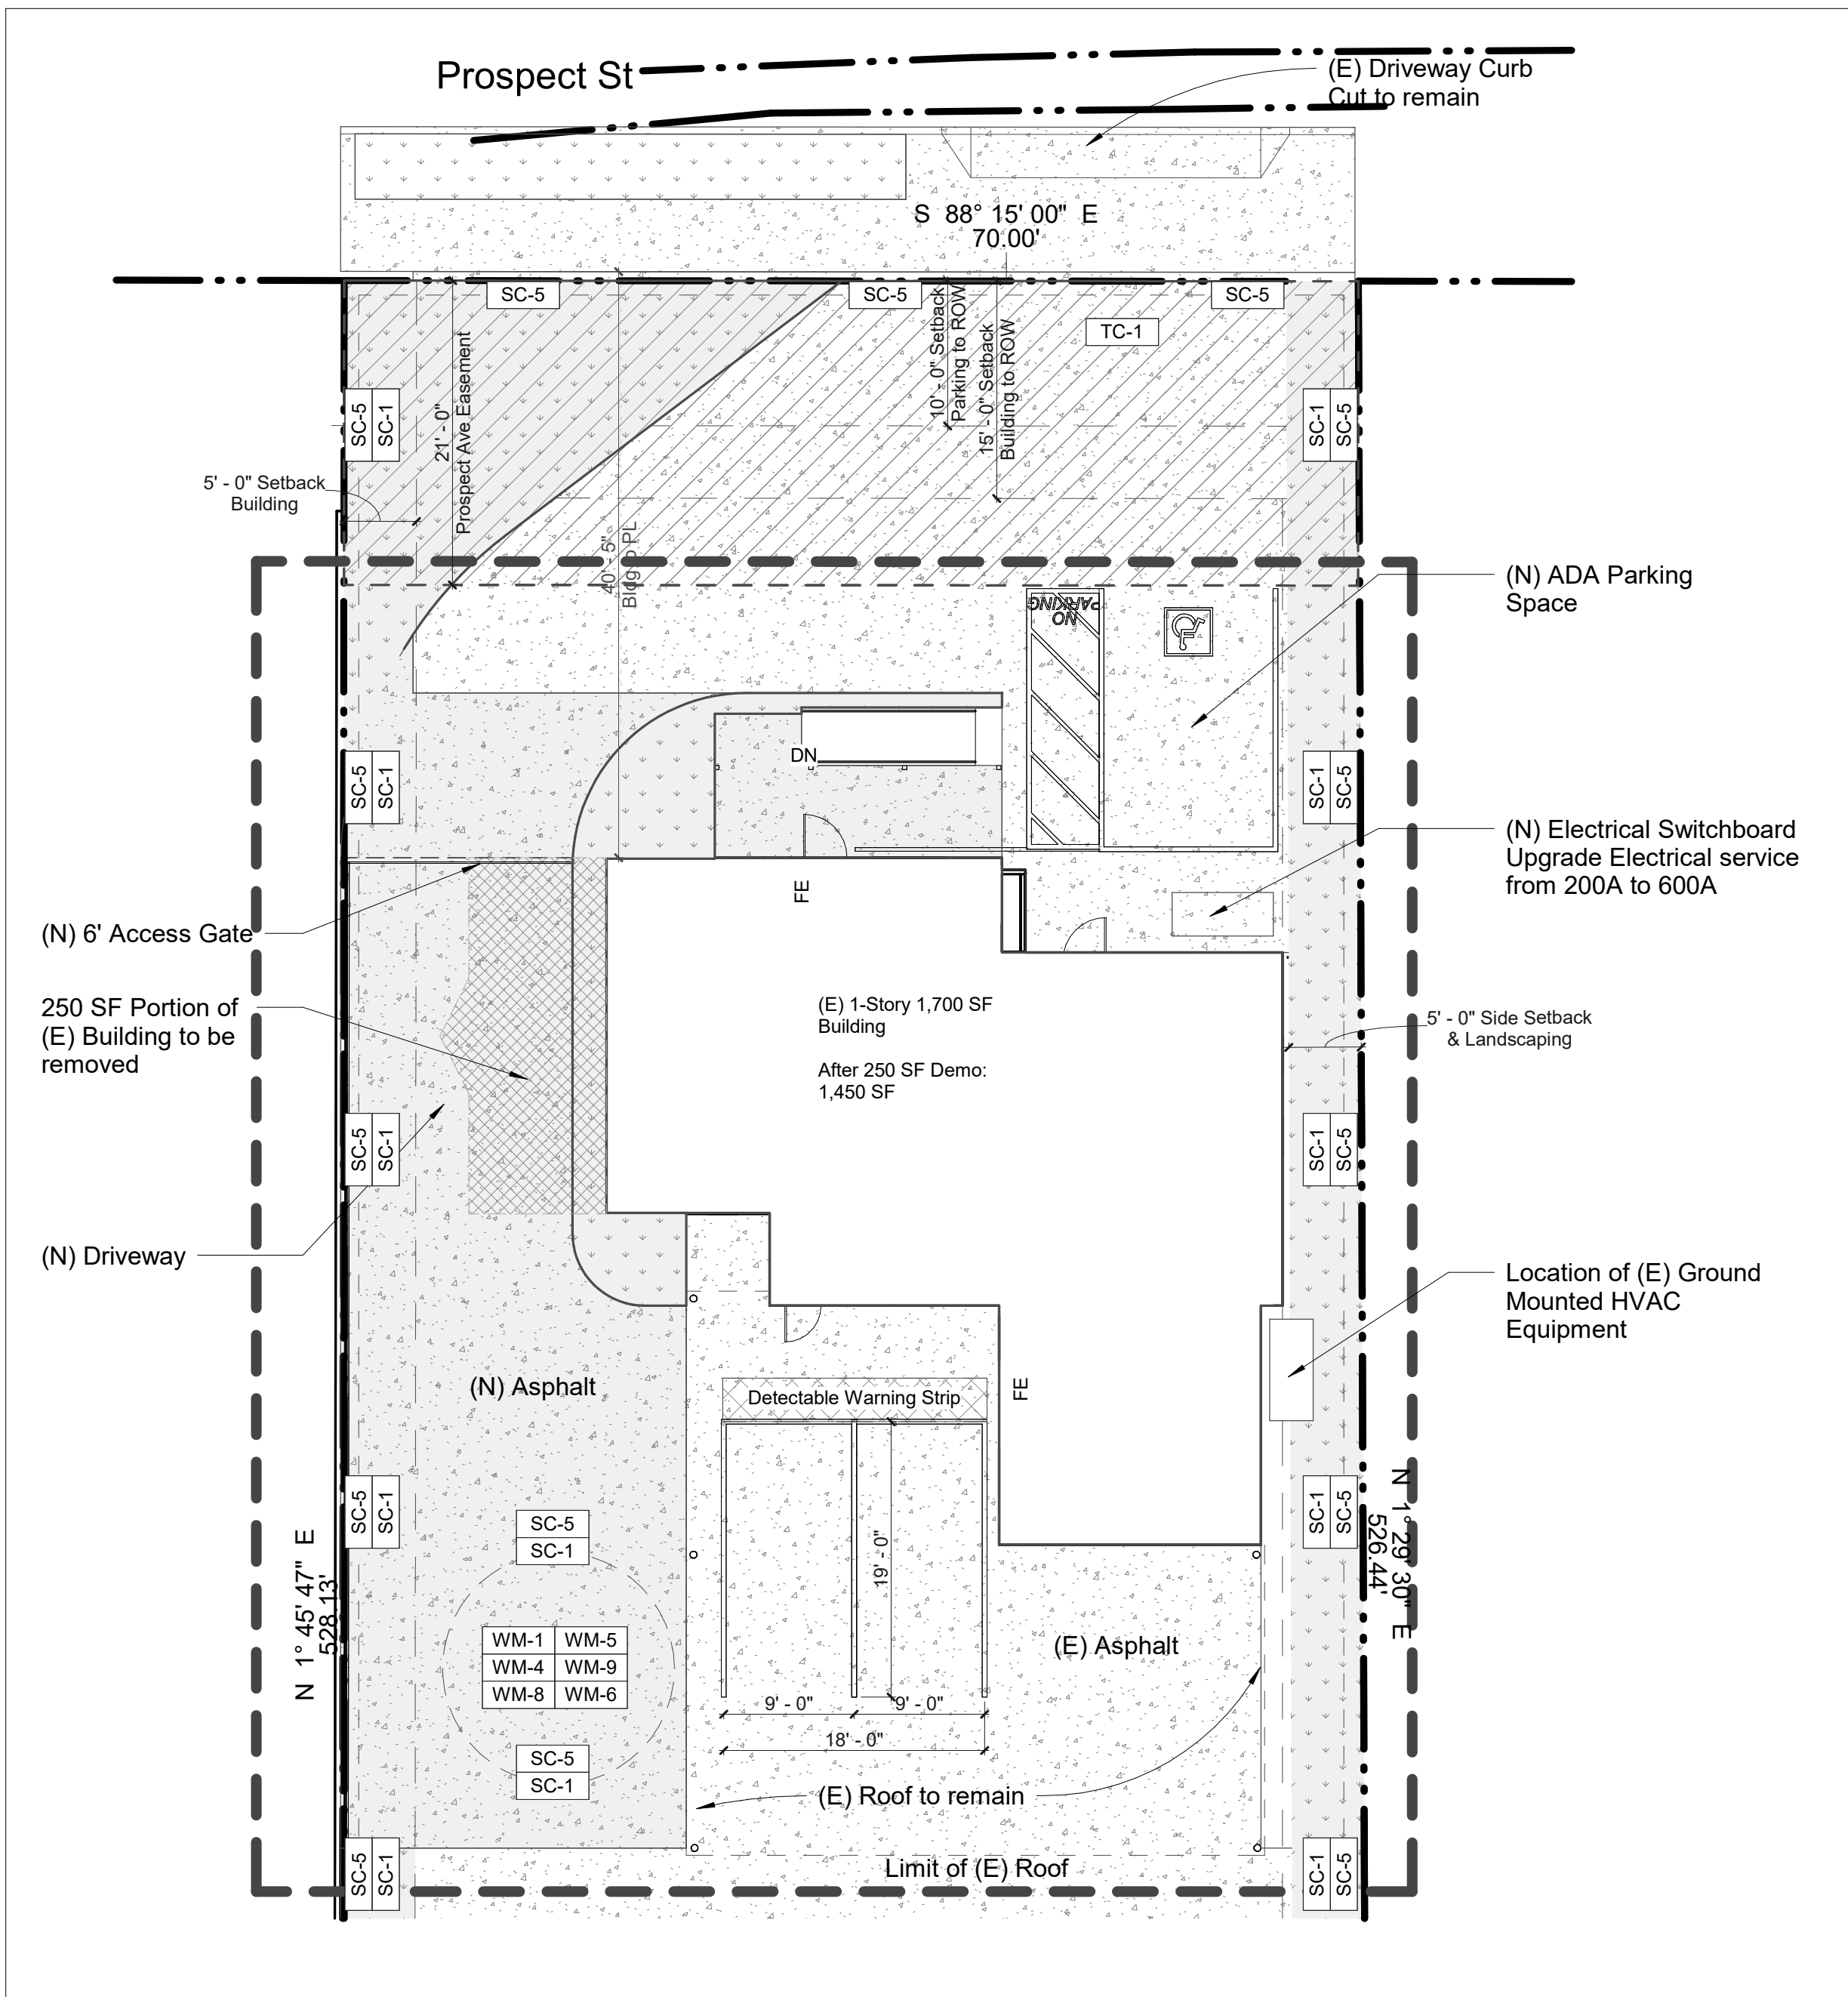 Prospect St
(E) Driveway Curb
Cut to remain
S 88° 15' 00" E
70.00'
SC-5
SC-5
SC-5
TC-1
10' - 0" Setback
Parking to ROW
15' - 0" Setback
Building to ROW
21' - 0"
Prospect Ave Easement
SC-5
SC-1
SC-1
SC-5
5' - 0" Setback
Building
40' - 5"
Bldg to PL
(N) ADA Parking
Space
NO
PARKING
DN
SC-5
SC-1
SC-1
SC-5
(N) Electrical Switchboard
Upgrade Electrical service
from 200A to 600A
FE
(N) 6' Access Gate
250 SF Portion of
(E) Building to be
removed
(E) 1-Story 1,700 SF
Building
After 250 SF Demo:
1,450 SF
5' - 0" Side Setback
& Landscaping
SC-5
SC-1
SC-1
SC-5
(N) Driveway
Location of (E) Ground
Mounted HVAC
Equipment
(N) Asphalt
Detectable Warning Strip
FE
SC-5
SC-1
SC-1
SC-5
N 1° 45' 47" E
528.13'
N 1° 29' 30" E
526.44'
SC-5
SC-1
19' - 0"
WM-1 WM-5
WM-4 WM-9
WM-8 WM-6
(E) Asphalt
9' - 0" 9' - 0"
18' - 0"
SC-5
SC-1
(E) Roof to remain
Limit of (E) Roof
SC-5
SC-1
SC-1
SC-5